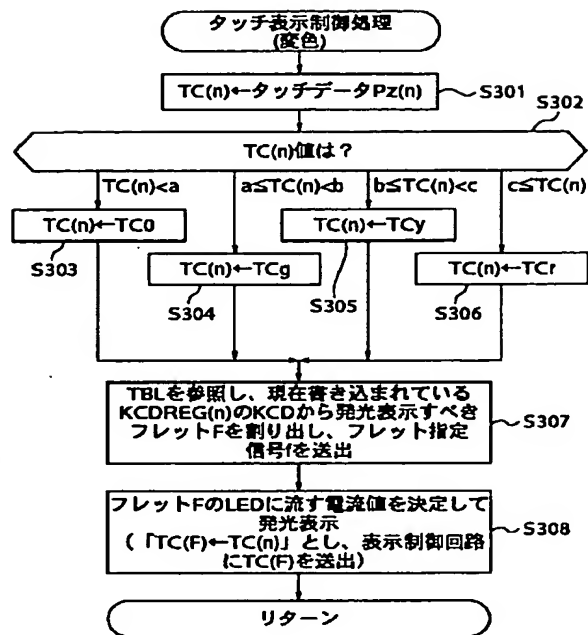 タッチ表示制御処理
(変色)
TC(n)←タッチデータPz(n)
S301
S302
TC(n)値は？
TC(n)<a
a≦TC(n)<b
b≦TC(n)<c
c≦TC(n)
TC(n)←TC0
S303
TC(n)←TCg
S304
TC(n)←TCy
S305
TC(n)←TCr
S306
TBLを参照し、現在書き込まれている
KCDREG(n)のKCDから発光表示すべき
フレットFを割り出し、フレット指定
信号fを送出
S307
フレットFのLEDに流す電流値を決定して
発光表示
(「TC(F)←TC(n)」とし、表示制御回路
にTC(F)を送出)
S308
リターン